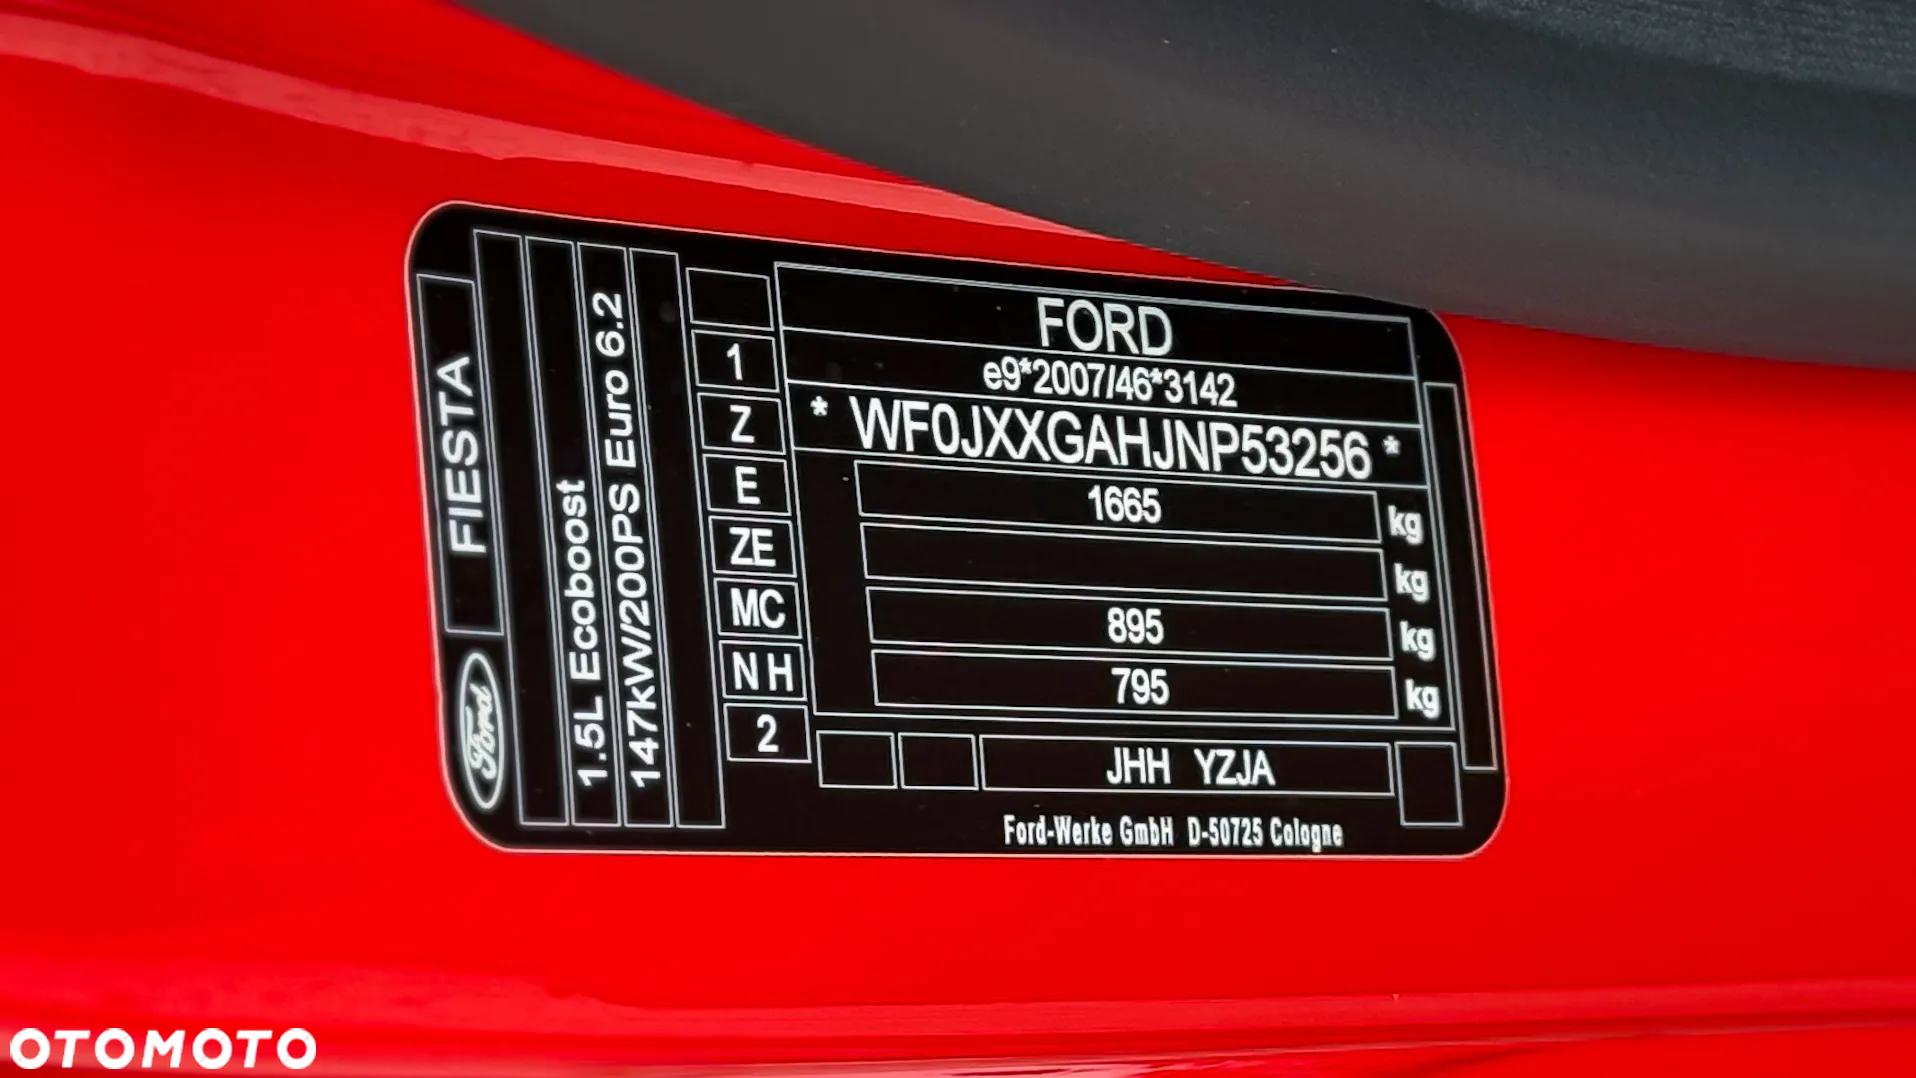 FIESTA
Ford
1.5L Ecoboost
147kW/200PS Euro 6.2
FORD
1 e9*2007/46*3142
Z * WF0JXXGAHJNP53256 *
E 1665 kg
ZE kg
MC 895 kg
N H 795 kg
2 JHH YZJA
Ford-Werke GmbH D-50725 Cologne
OTOMOTO